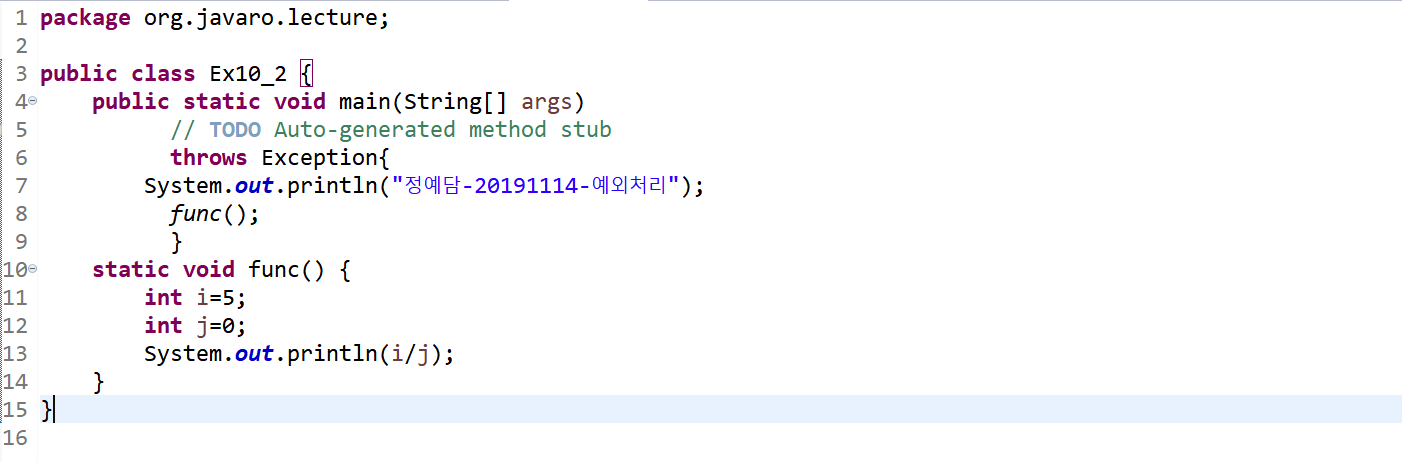 1 package org.javaro.lecture;
2
3 public class Ex10_2 {
4     public static void main(String[] args)
5           // TODO Auto-generated method stub
6           throws Exception{
7         System.out.println("정예담-20191114-예외처리");
8           func();
9           }
10     static void func() {
11         int i=5;
12         int j=0;
13         System.out.println(i/j);
14     }
15 }
16